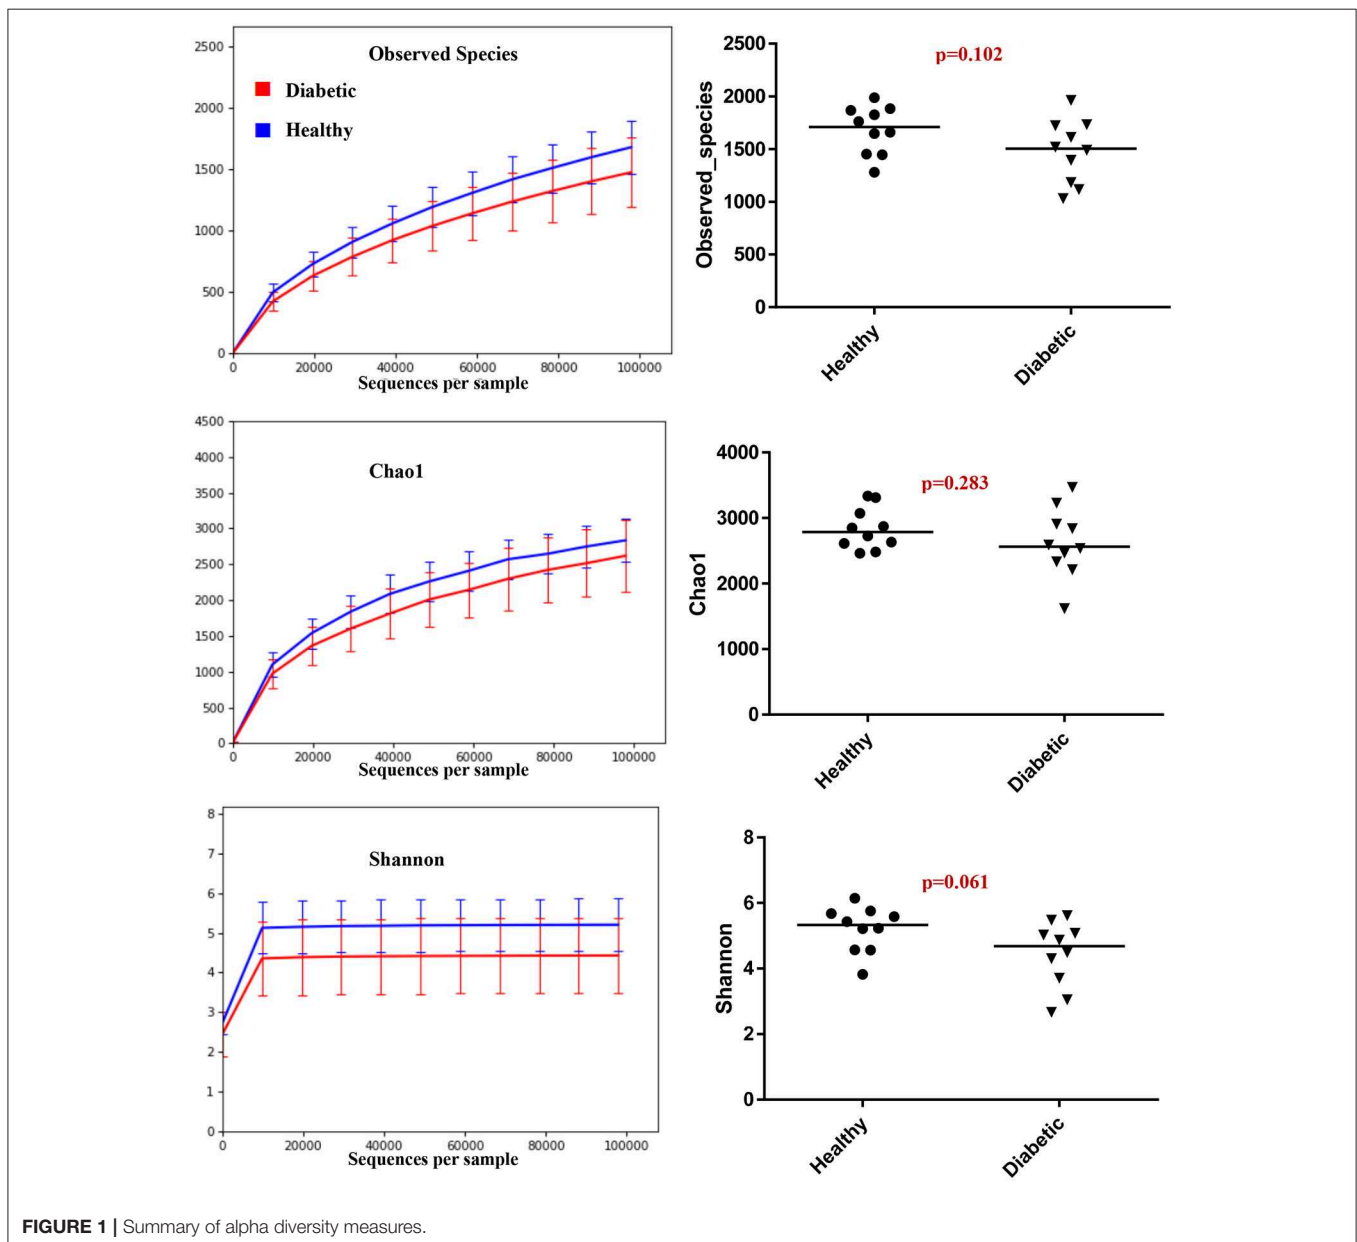 Observed Species
Diabetic
Healthy
2500
2000
1500
1000
500
0
0 20000 40000 60000 80000 100000
Sequences per sample
p=0.102
Observed_species
2500
2000
1500
1000
500
0
Healthy
Diabetic
Chao1
4500
4000
3500
3000
2500
2000
1500
1000
500
0
0 20000 40000 60000 80000 100000
Sequences per sample
p=0.283
Chao1
4000
3000
2000
1000
0
Healthy
Diabetic
Shannon
8
7
6
5
4
3
2
1
0
0 20000 40000 60000 80000 100000
Sequences per sample
p=0.061
Shannon
8
6
4
2
0
Healthy
Diabetic
FIGURE 1 | Summary of alpha diversity measures.